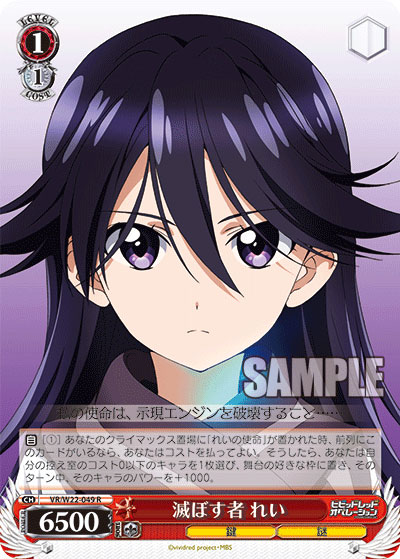 LEVEL
1
1
COST
SAMPLE
の使命は、示現エンジンを破壊すること……
自 [①] あなたのクライマックス置場に「れいの使命」が置かれた時、前列にこ
のカードがいるなら、あなたはコストを払ってよい。そうしたら、あなたは自
分の控え室のコスト0以下のキャラを1枚選び、舞台の好きな枠に置き、その
ターン中、そのキャラのパワーを+1000。
CH VR/W22-049 R
6500
滅ぼす者 れい
鍵
ビビッドレッド・オペレーション
©vividred project・MBS